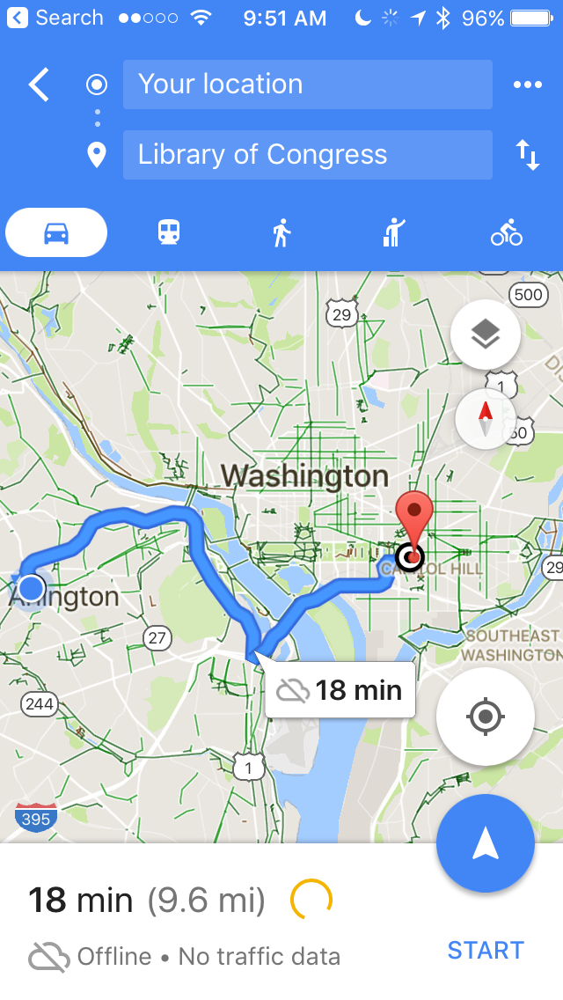 Search 9:51 AM 96%
Your location
Library of Congress
500
29
1
50
Washington
CAPITOL HILL
29
Arlington
27
SOUTHEAST
WASHINGTON
18 min
244
1
395
18 min (9.6 mi)
Offline • No traffic data
START